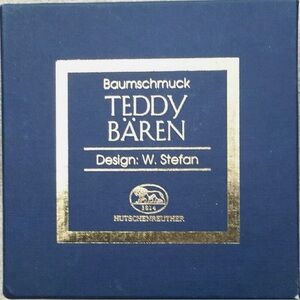 Baumschmuck
TEDDY
BÄREN
Design: W. Stefan
1814
HUTSCHENREUTHER